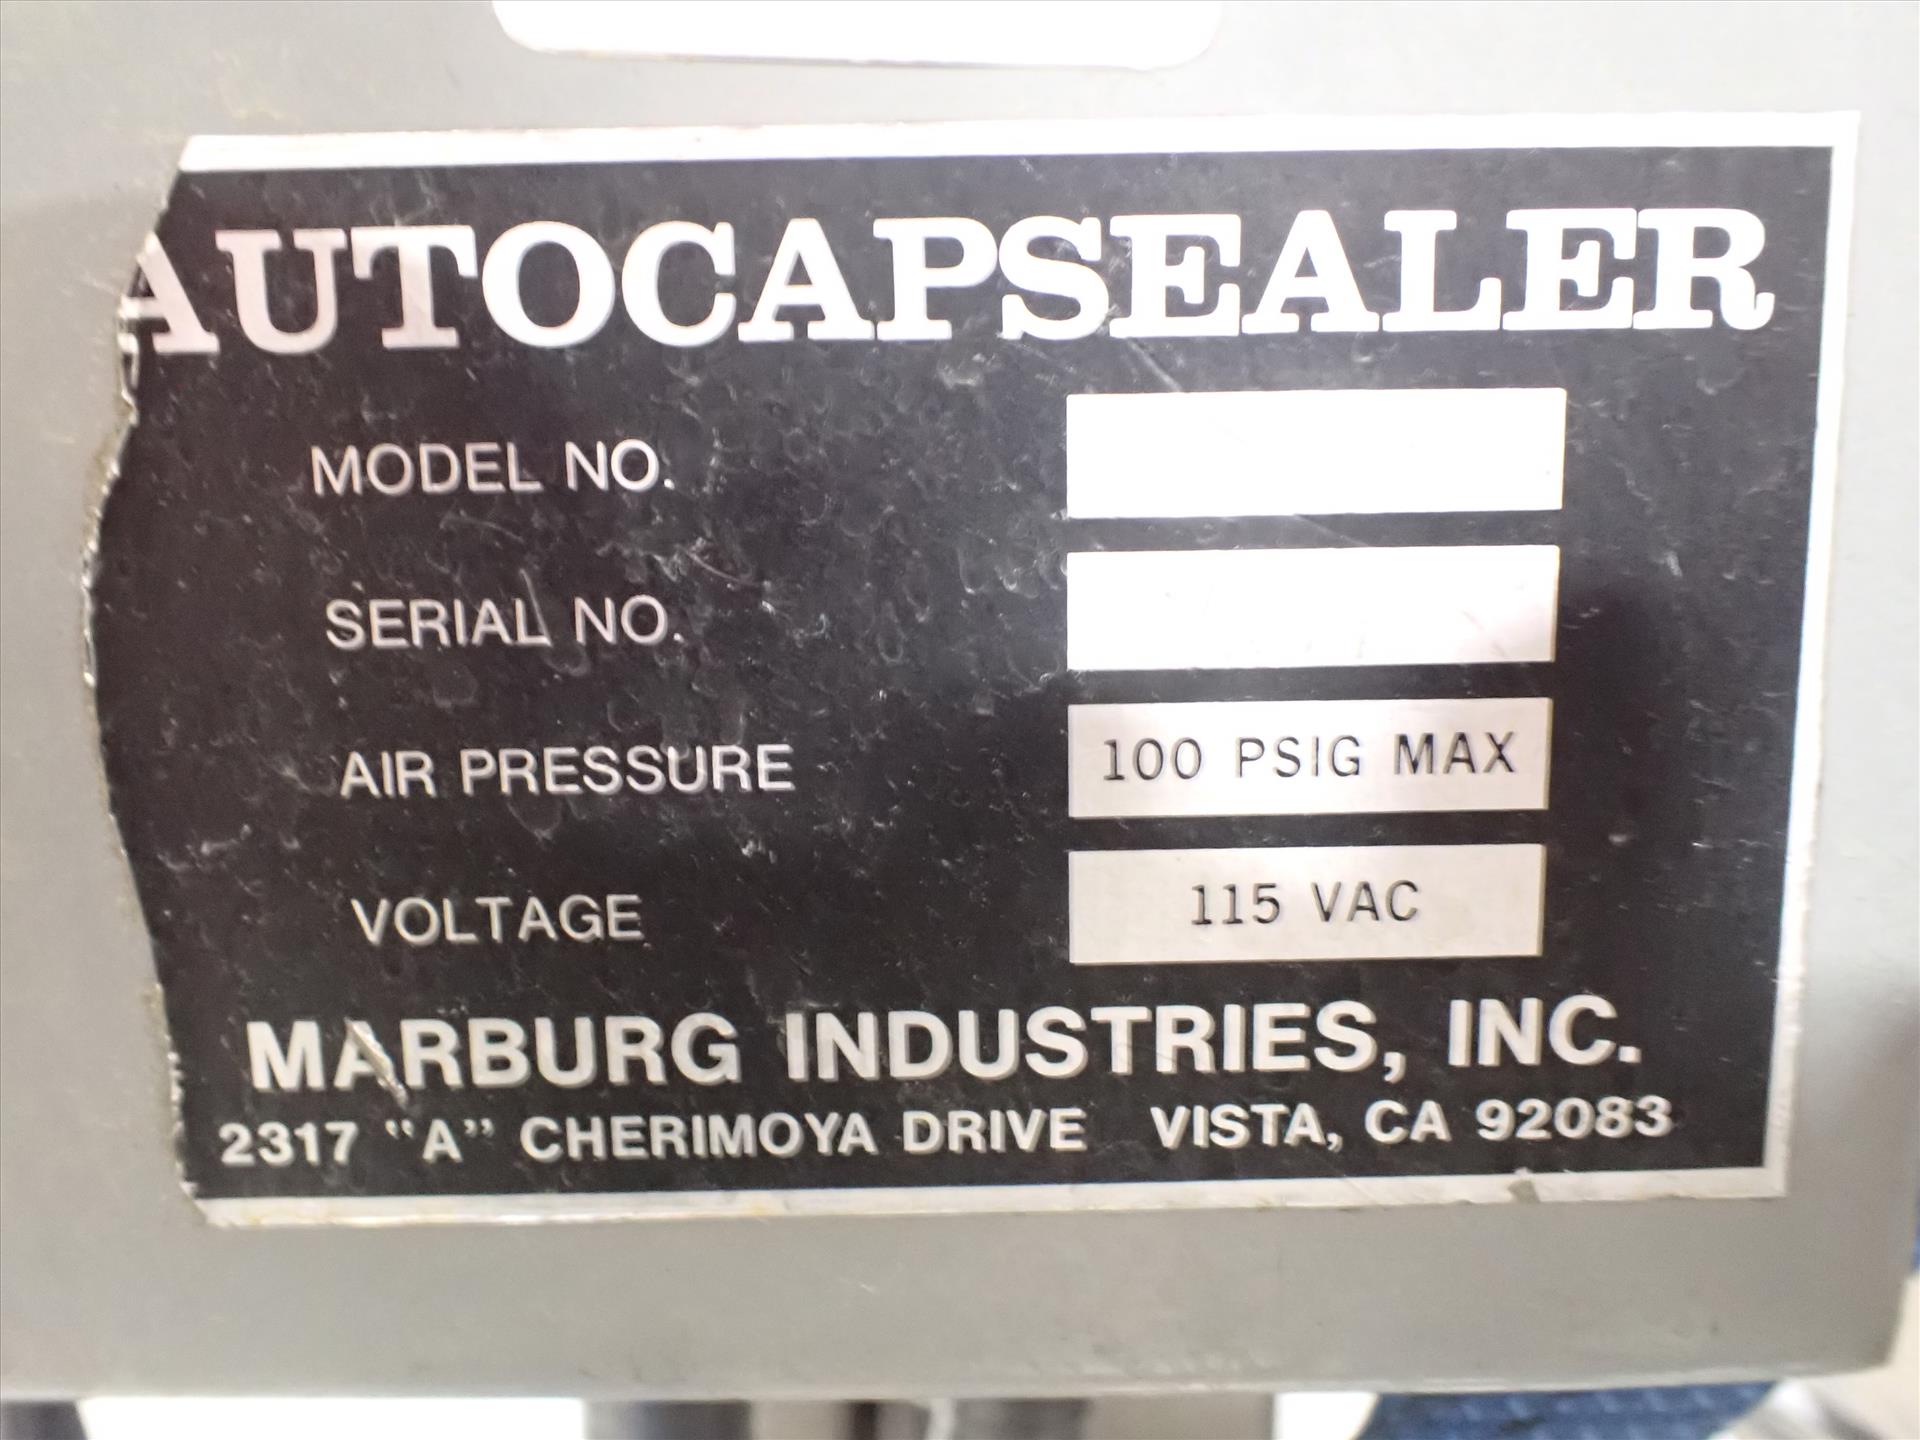 AUTOCAPSEALER
MODEL NO.
SERIAL NO.
AIR PRESSURE 100 PSIG MAX
VOLTAGE 115 VAC
MARBURG INDUSTRIES, INC.
2317 "A" CHERIMOYA DRIVE VISTA, CA 92083